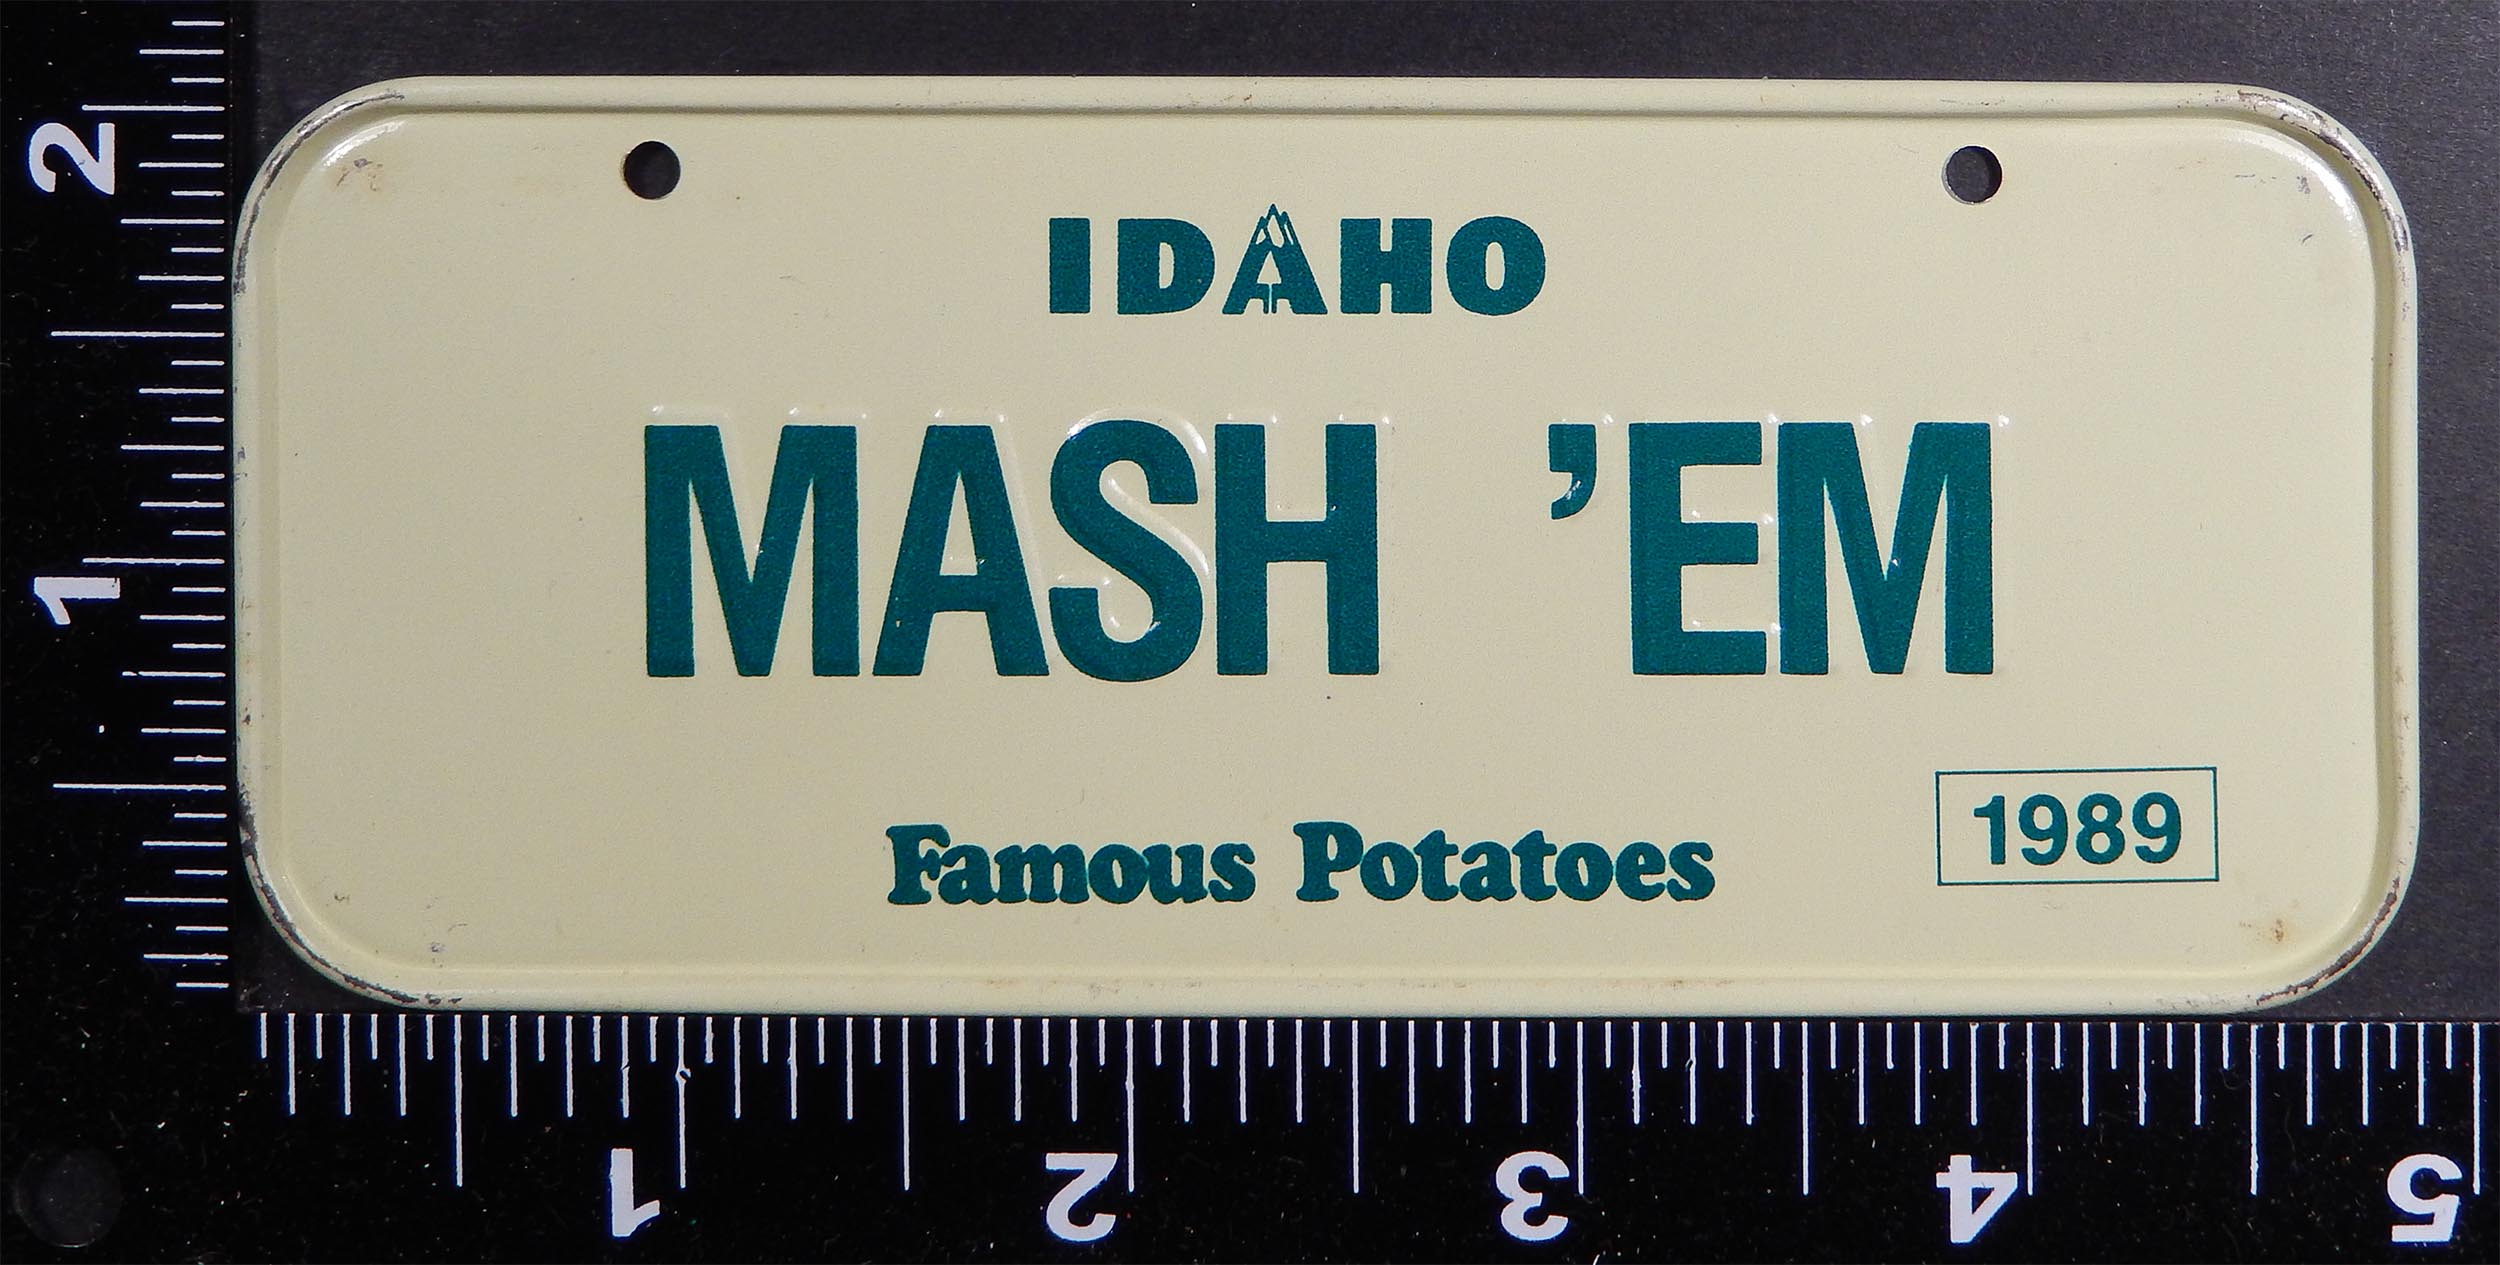 IDAHO
MASH ’EM
Famous Potatoes
1989
2
1
1 2 3 4 5